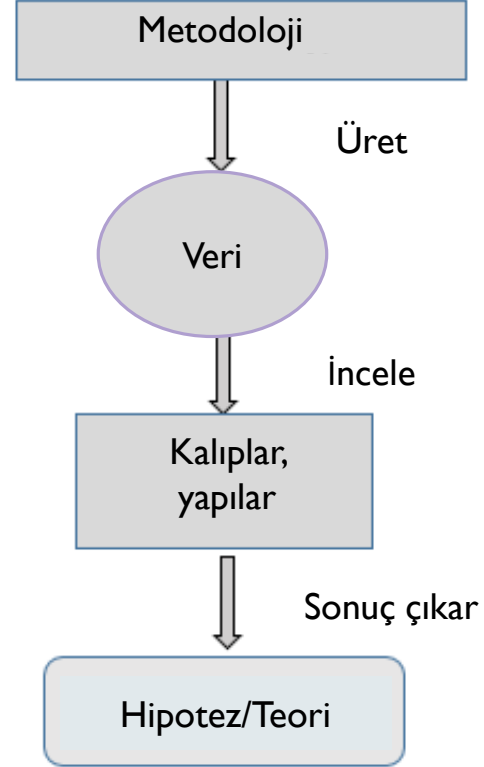 Metodoloji
Üret
Veri
İncele
Kalıplar,
yapılar
Sonuç çıkar
Hipotez/Teori